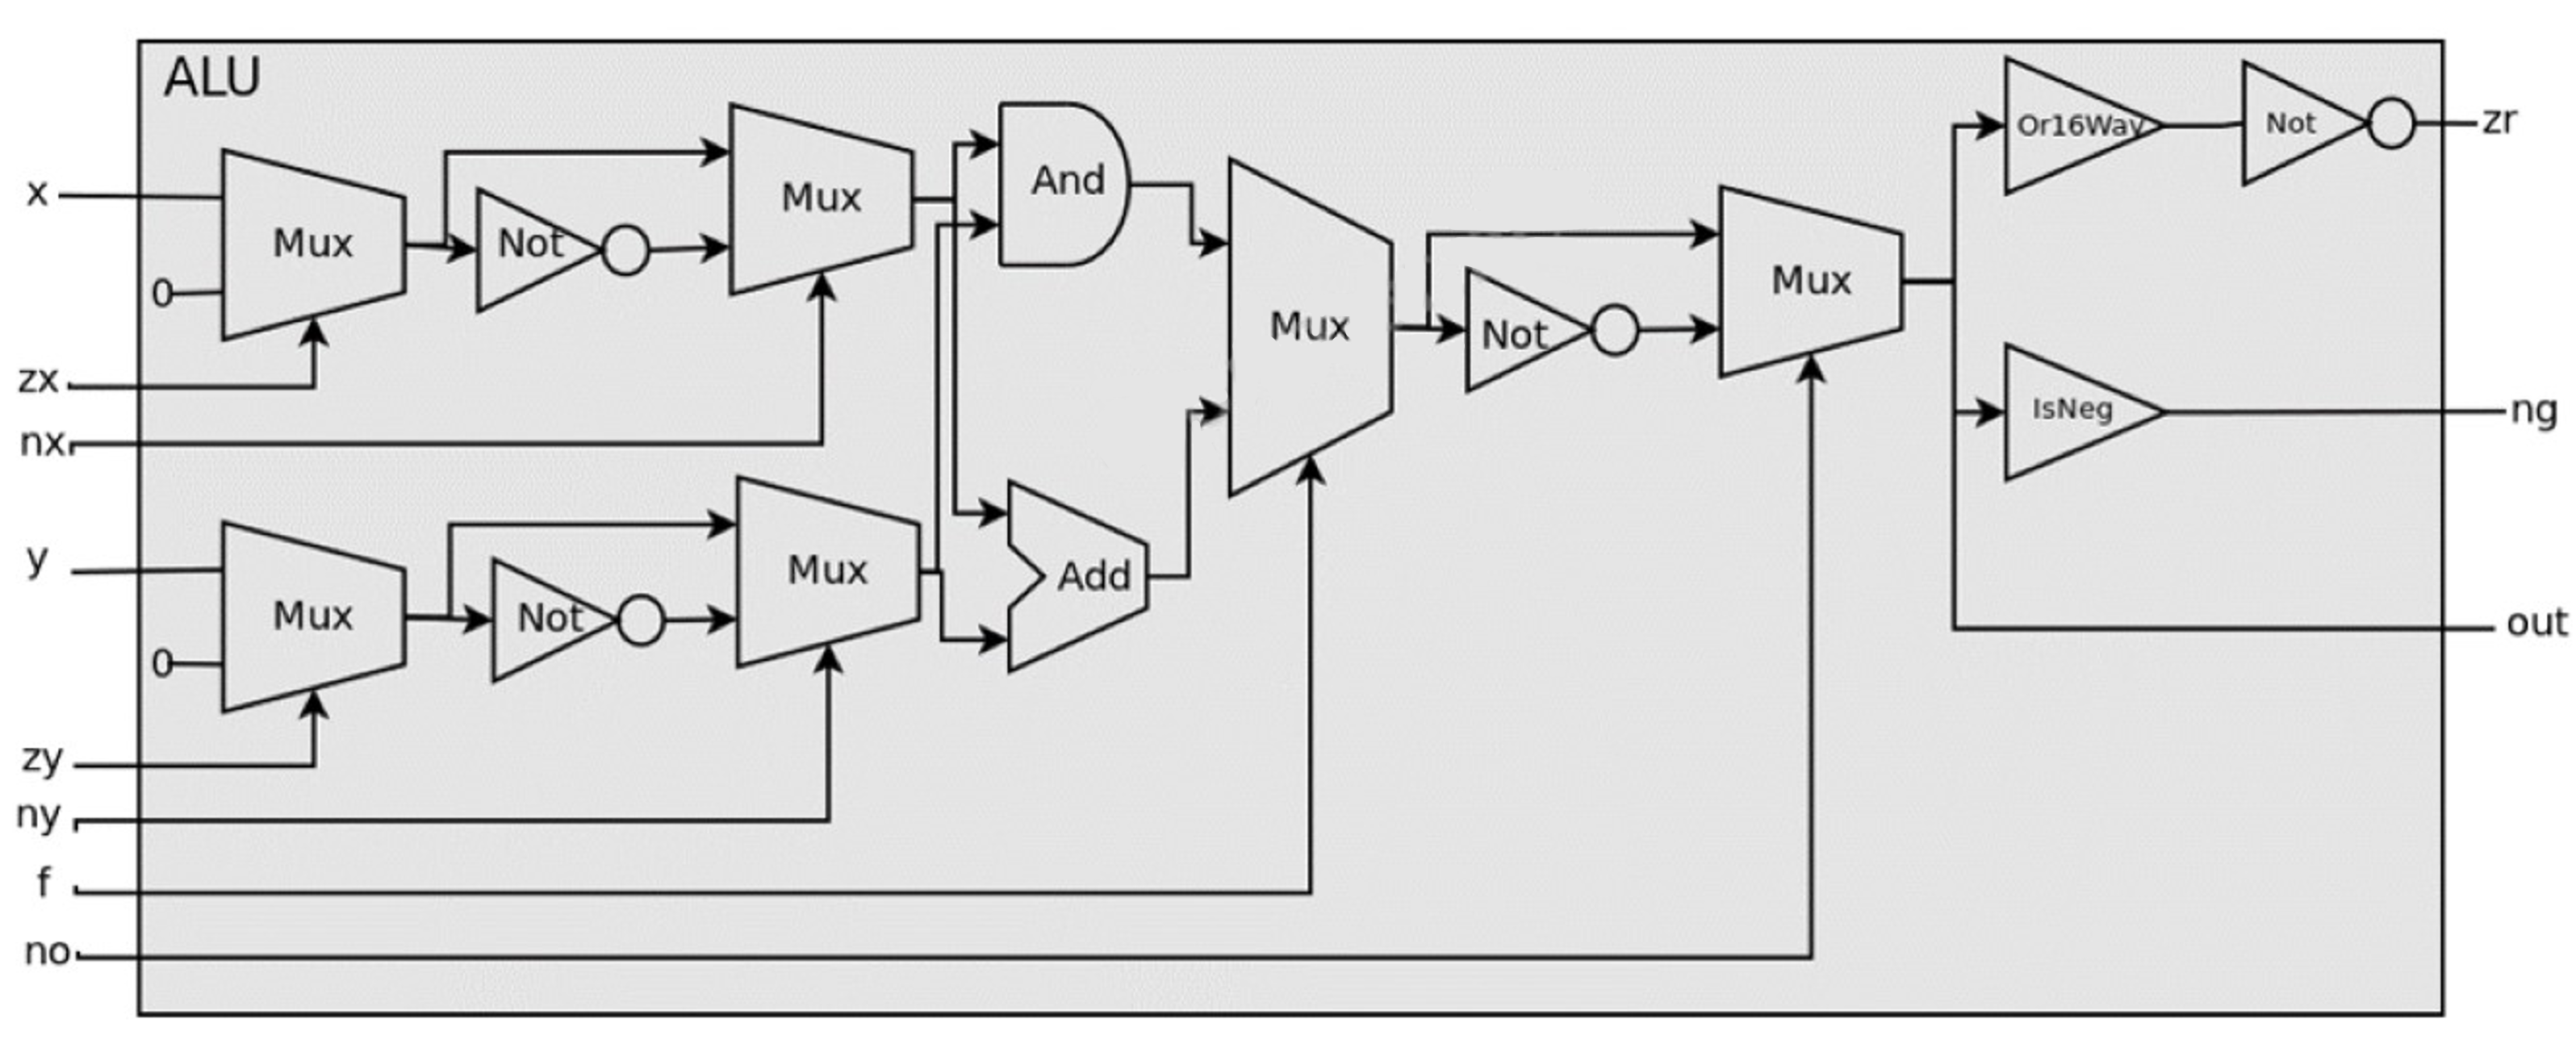 ALU
x
Mux
Not
Mux
And
0
zx
nx
y
Mux
Not
Mux
Add
0
zy
ny
f
no
Mux
Not
Mux
Or16Way
Not
zr
IsNeg
ng
out